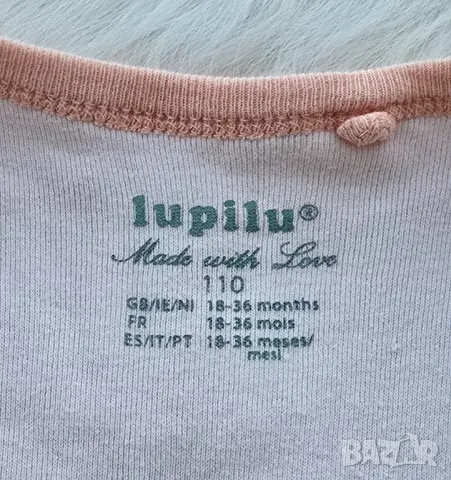 lupilu®
Made with Love
110
GB/IE/NI 18-36 months
FR 18-36 mois
ES/IT/PT 18-36 meses/
mesi
BAZAR